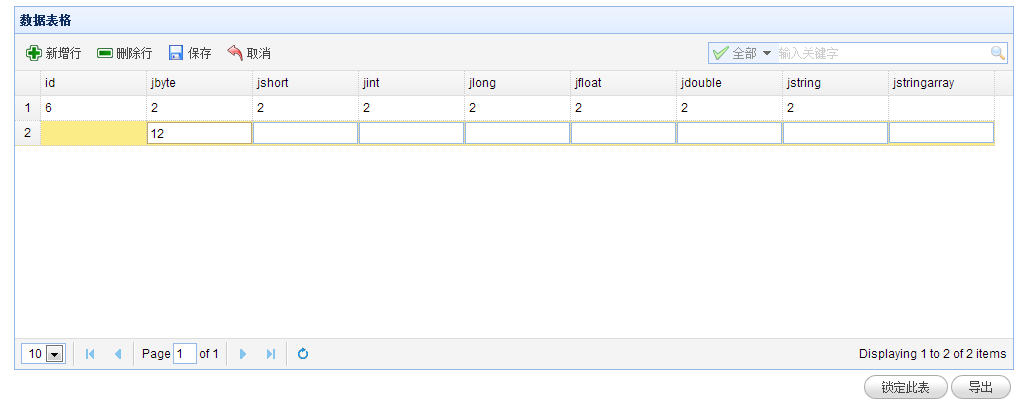 数据表格
新增行 删除行 保存 取消 全部 输入关键字
id jbyte jshort jint jlong jfloat jdouble jstring jstringarray
1 6 2 2 2 2 2 2 2
2 12
10 Page 1 of 1 Displaying 1 to 2 of 2 items
锁定此表 导出